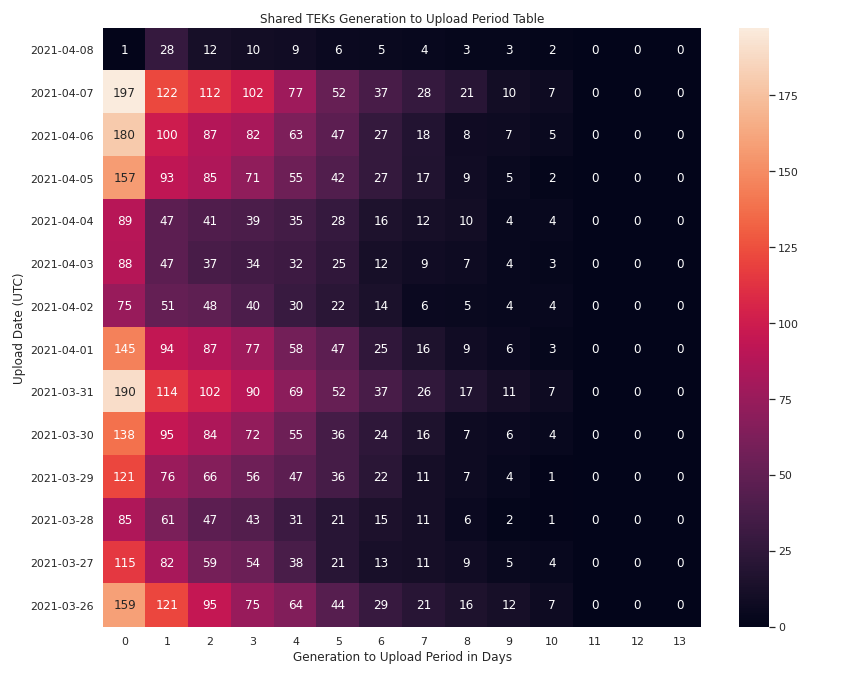 Shared TEKs Generation to Upload Period Table
Upload Date (UTC)
2021-04-08 1 28 12 10 9 6 5 4 3 3 2 0 0 0
2021-04-07 197 122 112 102 77 52 37 28 21 10 7 0 0 0
2021-04-06 180 100 87 82 63 47 27 18 8 7 5 0 0 0
2021-04-05 157 93 85 71 55 42 27 17 9 5 2 0 0 0
2021-04-04 89 47 41 39 35 28 16 12 10 4 4 0 0 0
2021-04-03 88 47 37 34 32 25 12 9 7 4 3 0 0 0
2021-04-02 75 51 48 40 30 22 14 6 5 4 4 0 0 0
2021-04-01 145 94 87 77 58 47 25 16 9 6 3 0 0 0
2021-03-31 190 114 102 90 69 52 37 26 17 11 7 0 0 0
2021-03-30 138 95 84 72 55 36 24 16 7 6 4 0 0 0
2021-03-29 121 76 66 56 47 36 22 11 7 4 1 0 0 0
2021-03-28 85 61 47 43 31 21 15 11 6 2 1 0 0 0
2021-03-27 115 82 59 54 38 21 13 11 9 5 4 0 0 0
2021-03-26 159 121 95 75 64 44 29 21 16 12 7 0 0 0
0 1 2 3 4 5 6 7 8 9 10 11 12 13
Generation to Upload Period in Days
175
150
125
100
75
50
25
0